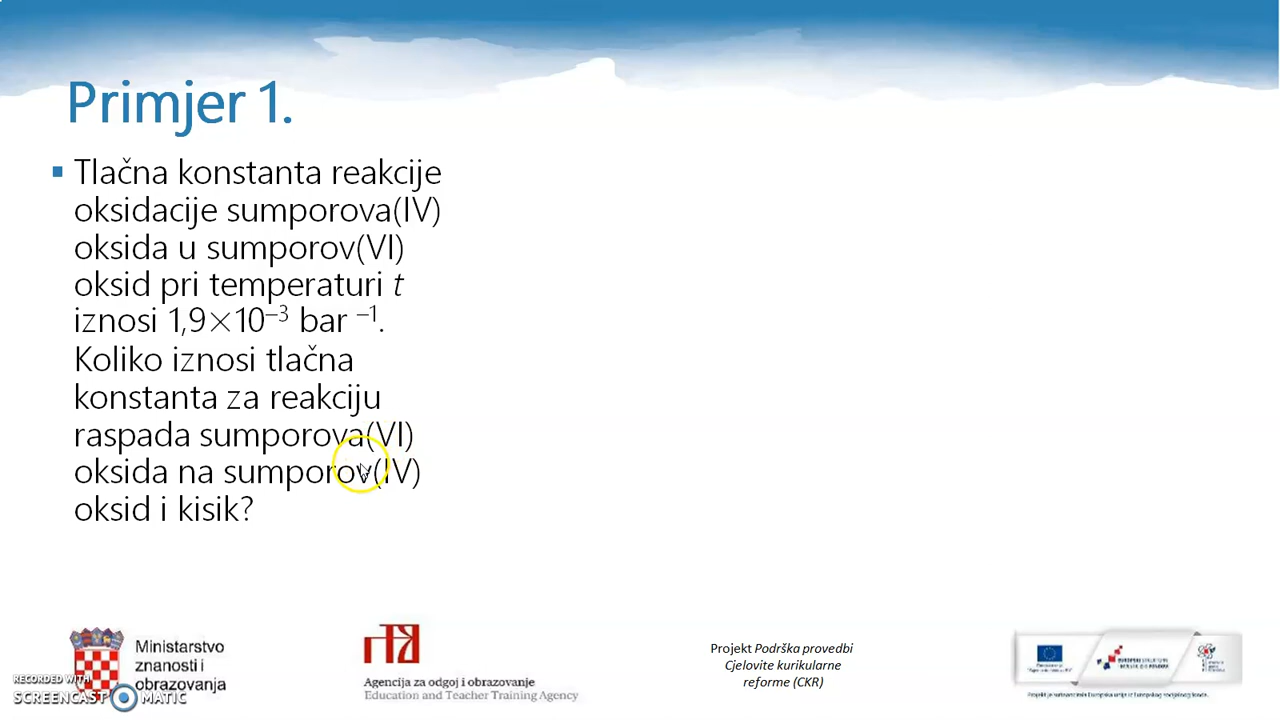 Primjer 1.
Tlačna konstanta reakcije
oksidacije sumporova(IV)
oksida u sumporov(VI)
oksid pri temperaturi t
iznosi 1,9×10⁻³ bar ⁻¹.
Koliko iznosi tlačna
konstanta za reakciju
raspada sumporova(VI)
oksida na sumporov(IV)
oksid i kisik?
Ministarstvo
znanosti i
obrazovanja
Agencija za odgoj i obrazovanje
Education and Teacher Training Agency
Projekt Podrška provedbi
Cjelovite kurikularne
reforme (CKR)
RECORDED WITH
SCREENCAST MATIC